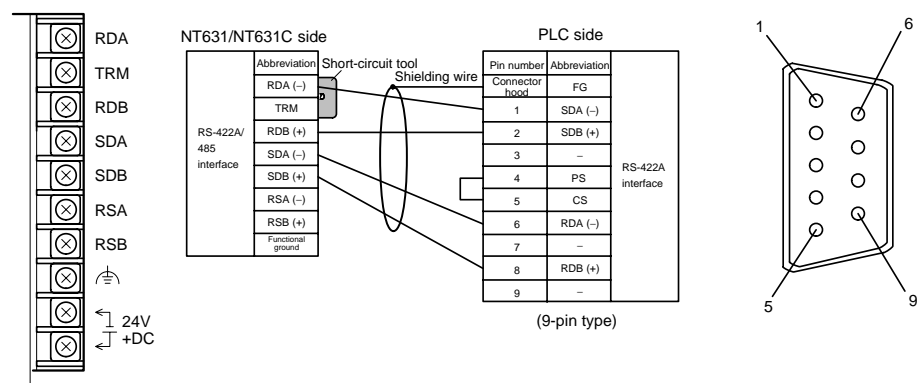 RDA
TRM
RDB
SDA
SDB
RSA
RSB
24V
+DC
NT631/NT631C side
Abbreviation
Short-circuit tool
Shielding wire
RS-422A/
485
interface
RDA (–)
TRM
RDB (+)
SDA (–)
SDB (+)
RSA (–)
RSB (+)
Functional
ground
PLC side
Pin number Abbreviation
Connector
hood FG
1 SDA (–)
2 SDB (+)
3 –
4 PS
5 CS
6 RDA (–)
7 –
8 RDB (+)
9 –
RS-422A
interface
(9-pin type)
1 6
5 9